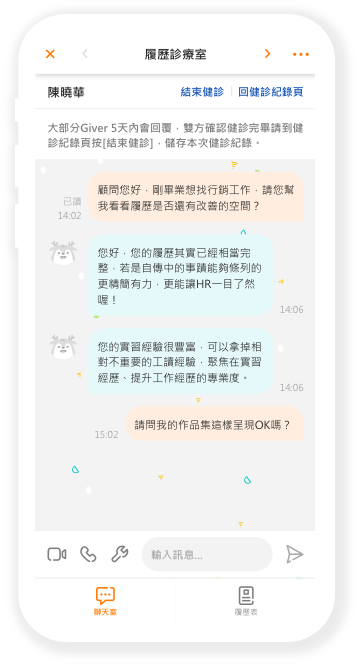 履歷診療室
陳曉華 結束健診 回健診紀錄頁
大部分Giver 5天內會回覆，雙方確認健診完畢請到健
診紀錄頁按[結束健診]，儲存本次健診紀錄。
顧問您好，剛畢業想找行銷工作，請您幫
我看看履歷是否還有改善的空間？
已讀
14:02
您好，您的履歷其實已經相當完
整，若是自傳中的事蹟能夠條列的
更精簡有力，更能讓HR一目了然
喔！
14:06
您的實習經驗很豐富，可以拿掉相
對不重要的工讀經驗，聚焦在實習
經歷、提升工作經歷的專業度。
14:06
請問我的作品集這樣呈現OK嗎？
15:02
輸入訊息...
聊天室 履歷表